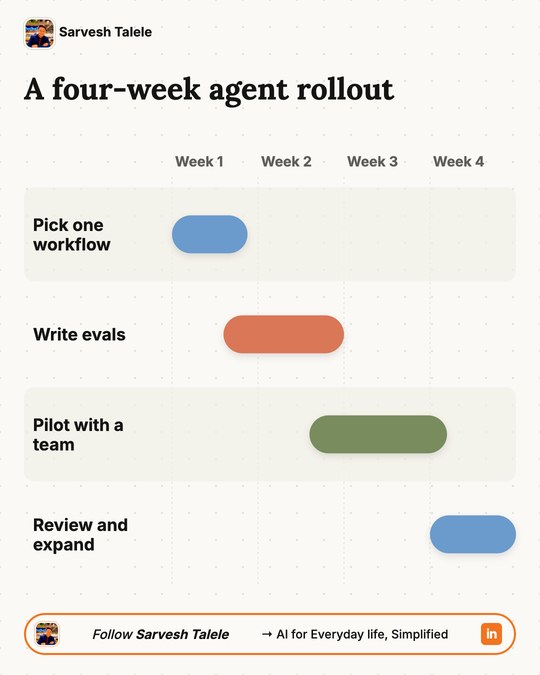 Sarvesh Talele
A four-week agent rollout
Week 1 Week 2 Week 3 Week 4
Pick one
workflow
Write evals
Pilot with a
team
Review and
expand
Follow Sarvesh Talele → AI for Everyday life, Simplified in